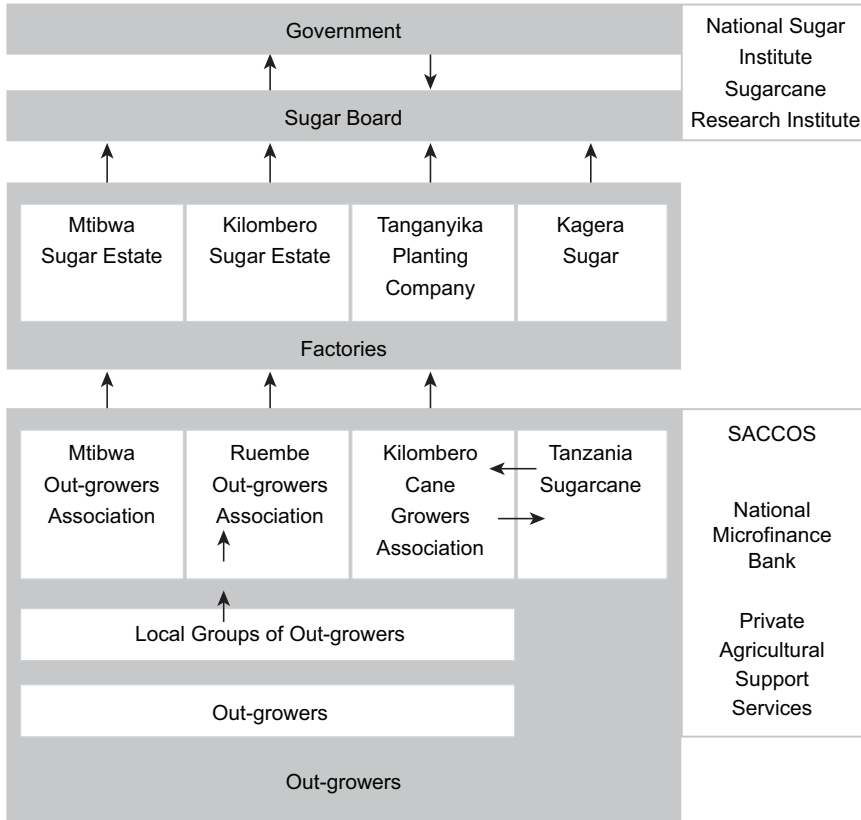 Government
National Sugar
Institute
Sugarcane
Research Institute
Sugar Board
Mtibwa
Sugar Estate
Kilombero
Sugar Estate
Tanganyika
Planting
Company
Kagera
Sugar
Factories
Mtibwa
Out-growers
Association
Ruembe
Out-growers
Association
Kilombero
Cane
Growers
Association
Tanzania
Sugarcane
SACCOS
National
Microfinance
Bank
Private
Agricultural
Support
Services
Local Groups of Out-growers
Out-growers
Out-growers